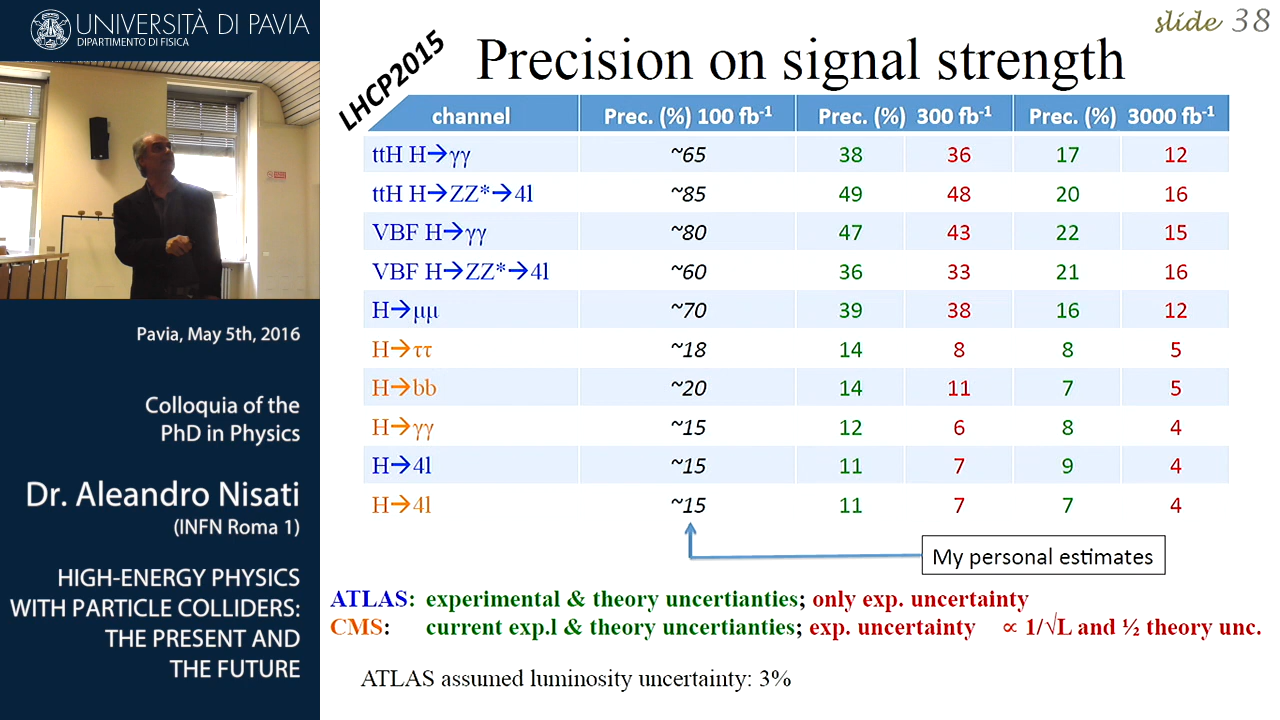 UNIVERSITÀ DI PAVIA
DIPARTIMENTO DI FISICA
slide 38
LHCP2015
Precision on signal strength
channel Prec. (%) 100 fb-1 Prec. (%) 300 fb-1 Prec. (%) 3000 fb-1
ttH H→γγ ~65 38 36 17 12
ttH H→ZZ*→4l ~85 49 48 20 16
VBF H→γγ ~80 47 43 22 15
VBF H→ZZ*→4l ~60 36 33 21 16
H→μμ ~70 39 38 16 12
H→ττ ~18 14 8 8 5
H→bb ~20 14 11 7 5
H→γγ ~15 12 6 8 4
H→4l ~15 11 7 9 4
H→4l ~15 11 7 7 4
My personal estimates
ATLAS: experimental & theory uncertianties; only exp. uncertainty
CMS: current exp.l & theory uncertianties; exp. uncertainty ∝ 1/√L and ½ theory unc.
ATLAS assumed luminosity uncertainty: 3%
Pavia, May 5th, 2016
Colloquia of the
PhD in Physics
Dr. Aleandro Nisati
(INFN Roma 1)
HIGH-ENERGY PHYSICS
WITH PARTICLE COLLIDERS:
THE PRESENT AND
THE FUTURE